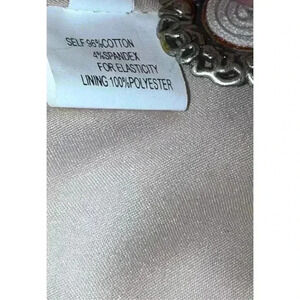 SELF 96%COTTON
4%SPANDEX
FOR ELASTICITY
LINING 100%POLYESTER